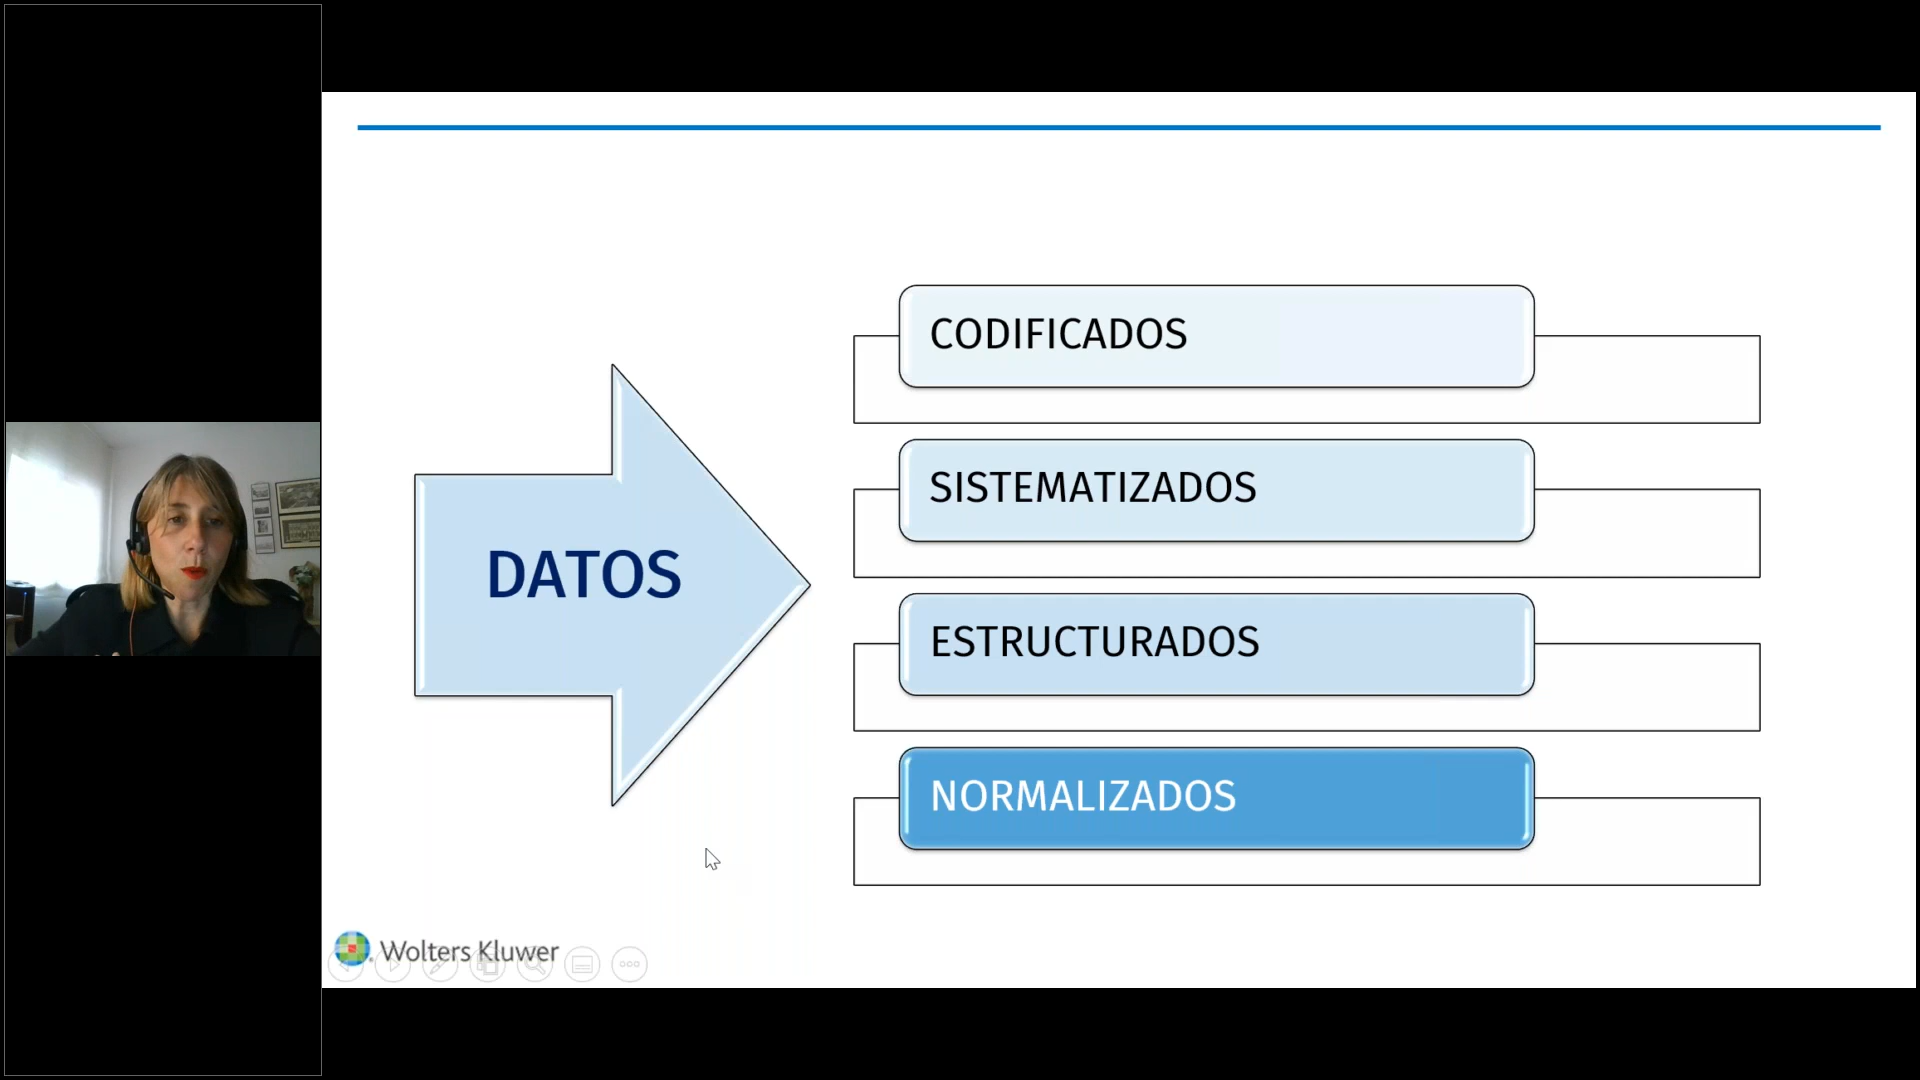 DATOS
CODIFICADOS
SISTEMATIZADOS
ESTRUCTURADOS
NORMALIZADOS
Wolters Kluwer